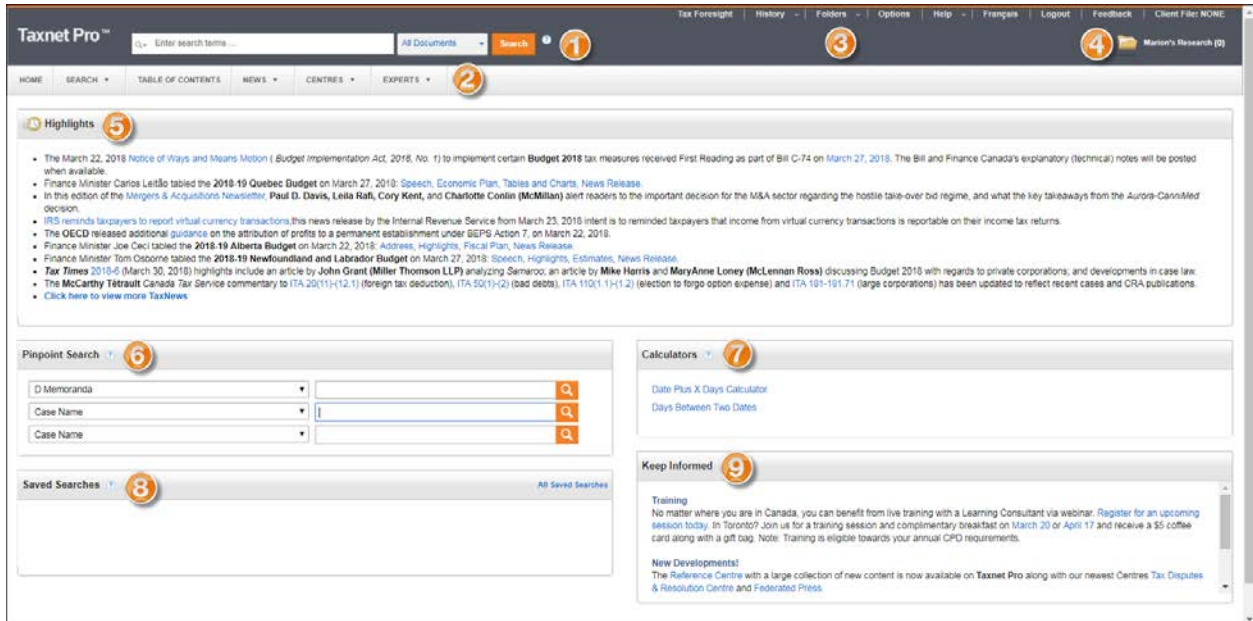 Tax Foresight | History | Folders | Options | Help | Français | Logout | Feedback | Client File: NONE
Taxnet Pro™
Enter search terms ...
All Documents
Search
?
1
3
4
Marion's Research (0)
HOME SEARCH TABLE OF CONTENTS NEWS CENTRES EXPERTS
2
Highlights
5
• The March 22, 2018 Notice of Ways and Means Motion ( Budget Implementation Act, 2018, No. 1) to implement certain Budget 2018 tax measures received First Reading as part of Bill C-74 on March 27, 2018. The Bill and Finance Canada's explanatory (technical) notes will be posted
when available.
• Finance Minister Carlos Leitão tabled the 2018-19 Quebec Budget on March 27, 2018: Speech, Economic Plan, Tables and Charts, News Release.
• In this edition of the Mergers & Acquisitions Newsletter, Paul D. Davis, Leila Rafi, Cory Kent, and Charlotte Conlin (McMillan) alert readers to the important decision for the M&A sector regarding the hostile take-over bid regime, and what the key takeaways from the Aurora-CanniMed
decision.
• IRS reminds taxpayers to report virtual currency transactions,this news release by the Internal Revenue Service from March 23, 2018 intent is to reminded taxpayers that income from virtual currency transactions is reportable on their income tax returns.
• The OECD released additional guidance on the attribution of profits to a permanent establishment under BEPS Action 7, on March 22, 2018.
• Finance Minister Joe Ceci tabled the 2018-19 Alberta Budget on March 22, 2018: Address, Highlights, Fiscal Plan, News Release.
• Finance Minister Tom Osborne tabled the 2018-19 Newfoundland and Labrador Budget on March 27, 2018: Speech, Highlights, Estimates, News Release.
• Tax Times 2018-6 (March 30, 2018) highlights include an article by John Grant (Miller Thomson LLP) analyzing Samaroo; an article by Mike Harris and MaryAnne Loney (McLennan Ross) discussing Budget 2018 with regards to private corporations; and developments in case law.
• The McCarthy Tétrault Canada Tax Service commentary to ITA 20(11)-(12.1) (foreign tax deduction), ITA 50(1)-(2) (bad debts), ITA 110(1.1)-(1.2) (election to forgo option expense) and ITA 181-181.71 (large corporations) has been updated to reflect recent cases and CRA publications.
• Click here to view more TaxNews
Pinpoint Search ?
6
D Memoranda
Case Name
Case Name
Calculators ?
7
Date Plus X Days Calculator
Days Between Two Dates
Saved Searches ?
8
All Saved Searches
Keep Informed
9
Training
No matter where you are in Canada, you can benefit from live training with a Learning Consultant via webinar. Register for an upcoming
session today. In Toronto? Join us for a training session and complimentary breakfast on March 20 or April 17 and receive a $5 coffee
card along with a gift bag. Note: Training is eligible towards your annual CPD requirements.
New Developments!
The Reference Centre with a large collection of new content is now available on Taxnet Pro along with our newest Centres Tax Disputes
& Resolution Centre and Federated Press